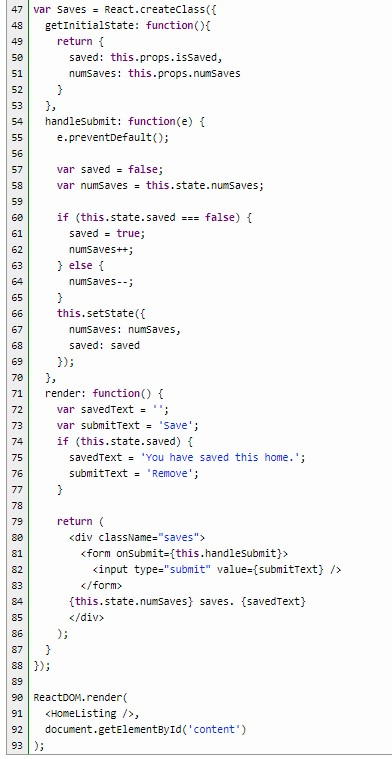 47 var Saves = React.createClass({
48   getInitialState: function(){
49     return {
50       saved: this.props.isSaved,
51       numSaves: this.props.numSaves
52     }
53   },
54   handleSubmit: function(e) {
55     e.preventDefault();
56
57     var saved = false;
58     var numSaves = this.state.numSaves;
59
60     if (this.state.saved === false) {
61       saved = true;
62       numSaves++;
63     } else {
64       numSaves--;
65     }
66     this.setState({
67       numSaves: numSaves,
68       saved: saved
69     });
70   },
71   render: function() {
72     var savedText = '';
73     var submitText = 'Save';
74     if (this.state.saved) {
75       savedText = 'You have saved this home.';
76       submitText = 'Remove';
77     }
78
79     return (
80       <div className="saves">
81         <form onSubmit={this.handleSubmit}>
82           <input type="submit" value={submitText} />
83         </form>
84       {this.state.numSaves} saves. {savedText}
85       </div>
86     );
87   }
88 });
89
90 ReactDOM.render(
91   <HomeListing />,
92   document.getElementById('content')
93 );